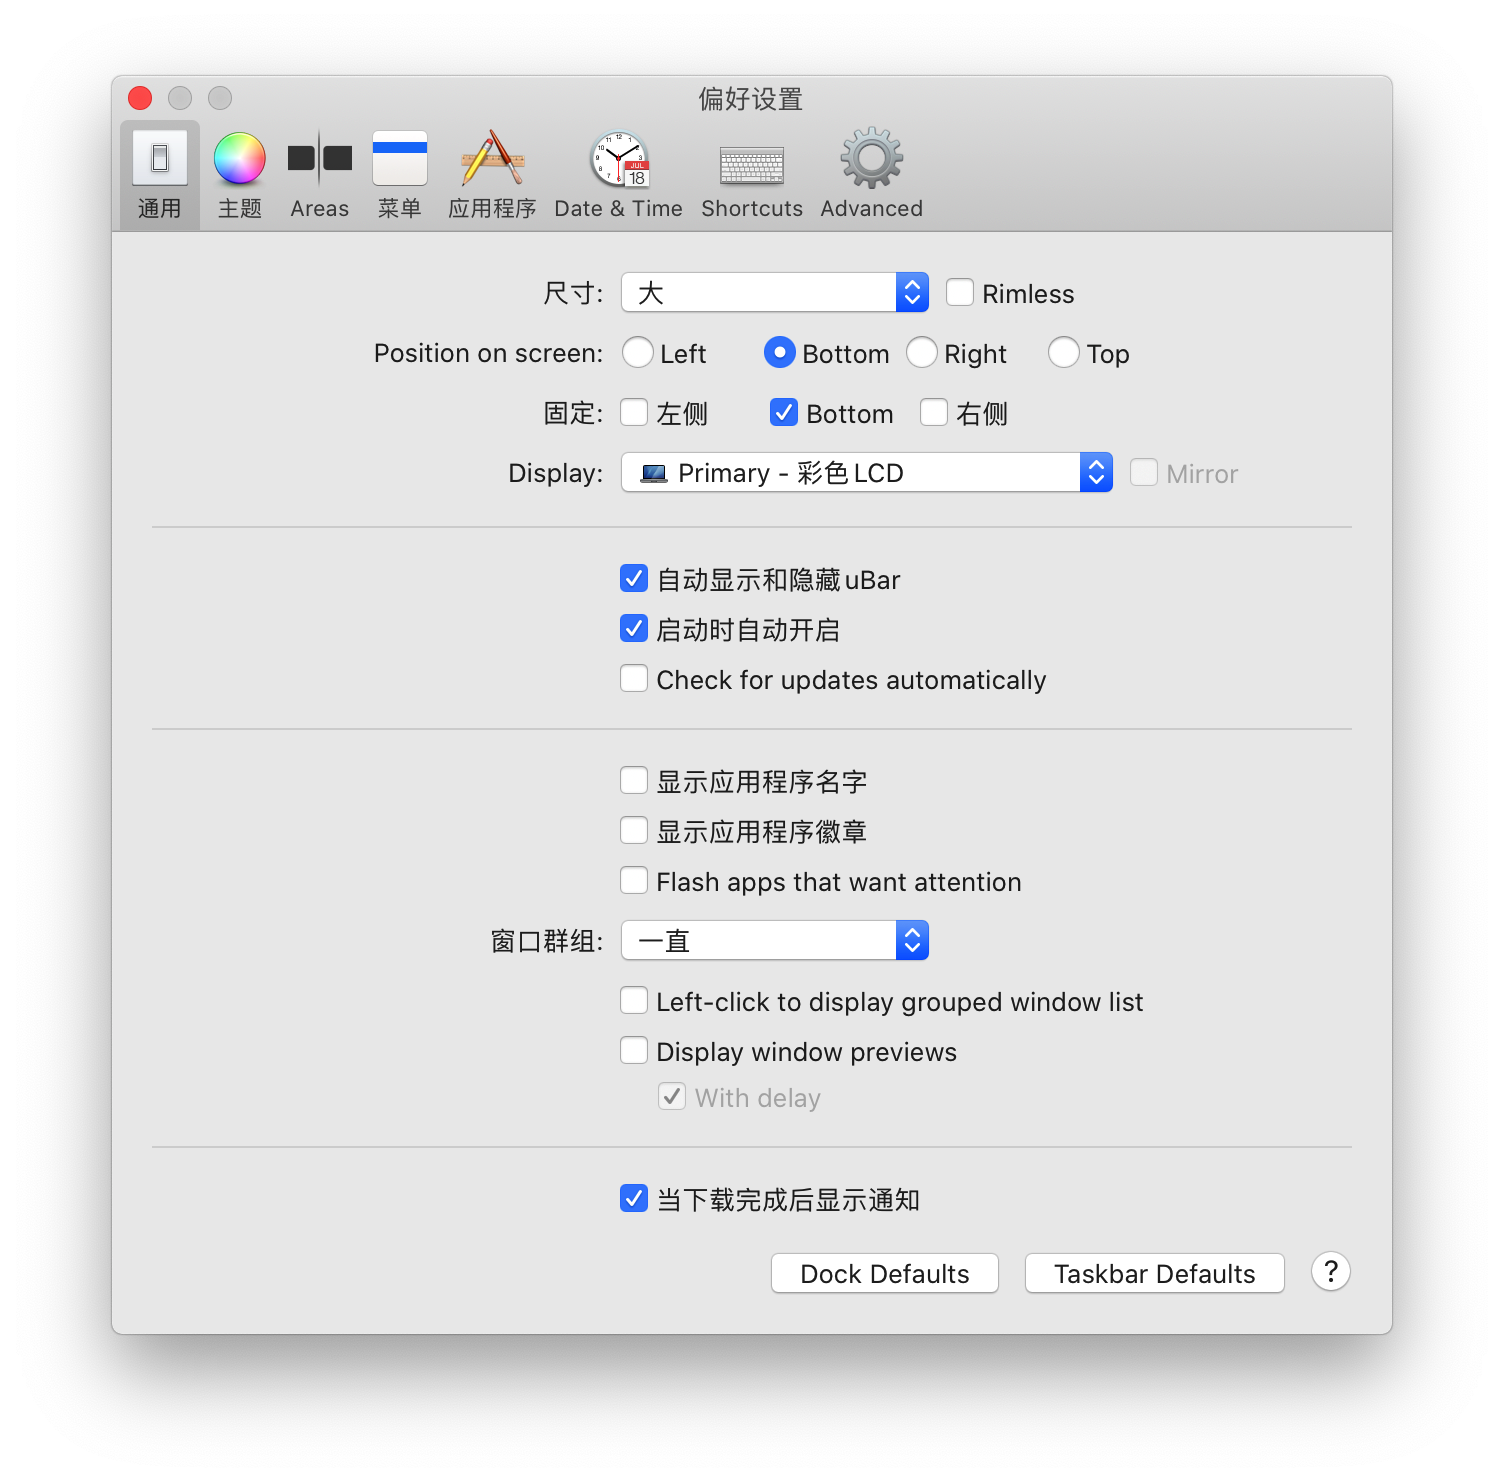 偏好设置
通用 主题 Areas 菜单 应用程序 Date & Time Shortcuts Advanced
尺寸: 大 Rimless
Position on screen: Left Bottom Right Top
固定: 左侧 Bottom 右侧
Display: Primary - 彩色 LCD Mirror
自动显示和隐藏 uBar
启动时自动开启
Check for updates automatically
显示应用程序名字
显示应用程序徽章
Flash apps that want attention
窗口群组: 一直
Left-click to display grouped window list
Display window previews
With delay
当下载完成后显示通知
Dock Defaults Taskbar Defaults ?